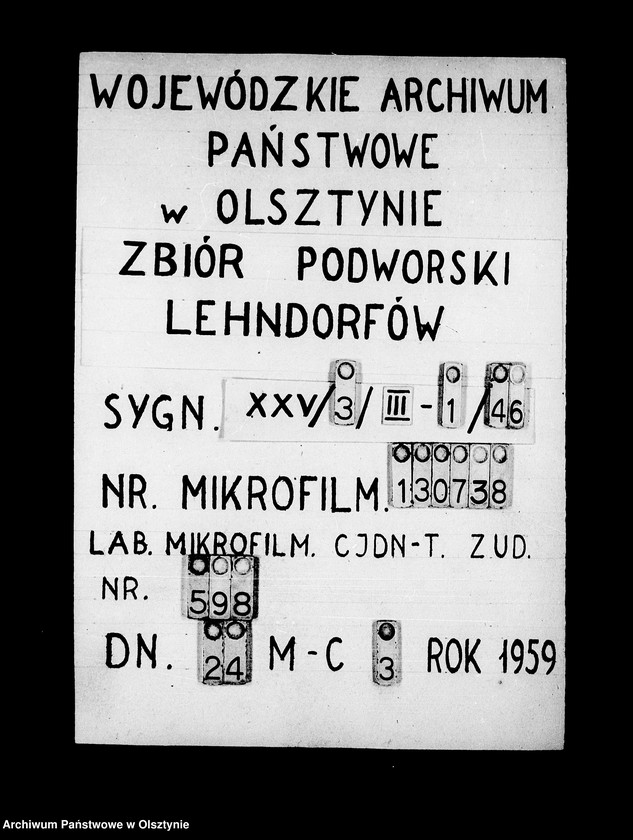 WOJEWÓDZKIE ARCHIWUM
PAŃSTWOWE
w OLSZTYNIE
ZBIÓR PODWORSKI
LEHNDORFÓW
SYGN. XXV/3/III-1/46
NR. MIKROFILM. 130738
LAB. MIKROFILM. CJDN-T. ZUD.
NR. 598
DN. 24 M-C 3 ROK 1959
Archiwum Państwowe w Olsztynie